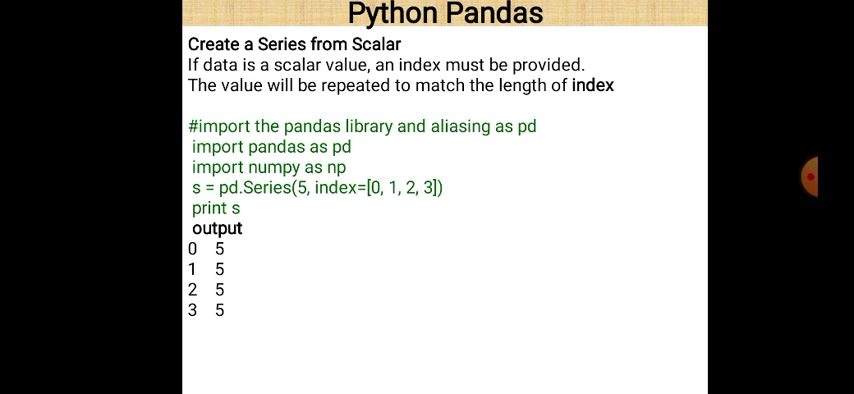 Python Pandas
Create a Series from Scalar
If data is a scalar value, an index must be provided.
The value will be repeated to match the length of index
#import the pandas library and aliasing as pd
import pandas as pd
import numpy as np
s = pd.Series(5, index=[0, 1, 2, 3])
print s
output
0 5
1 5
2 5
3 5